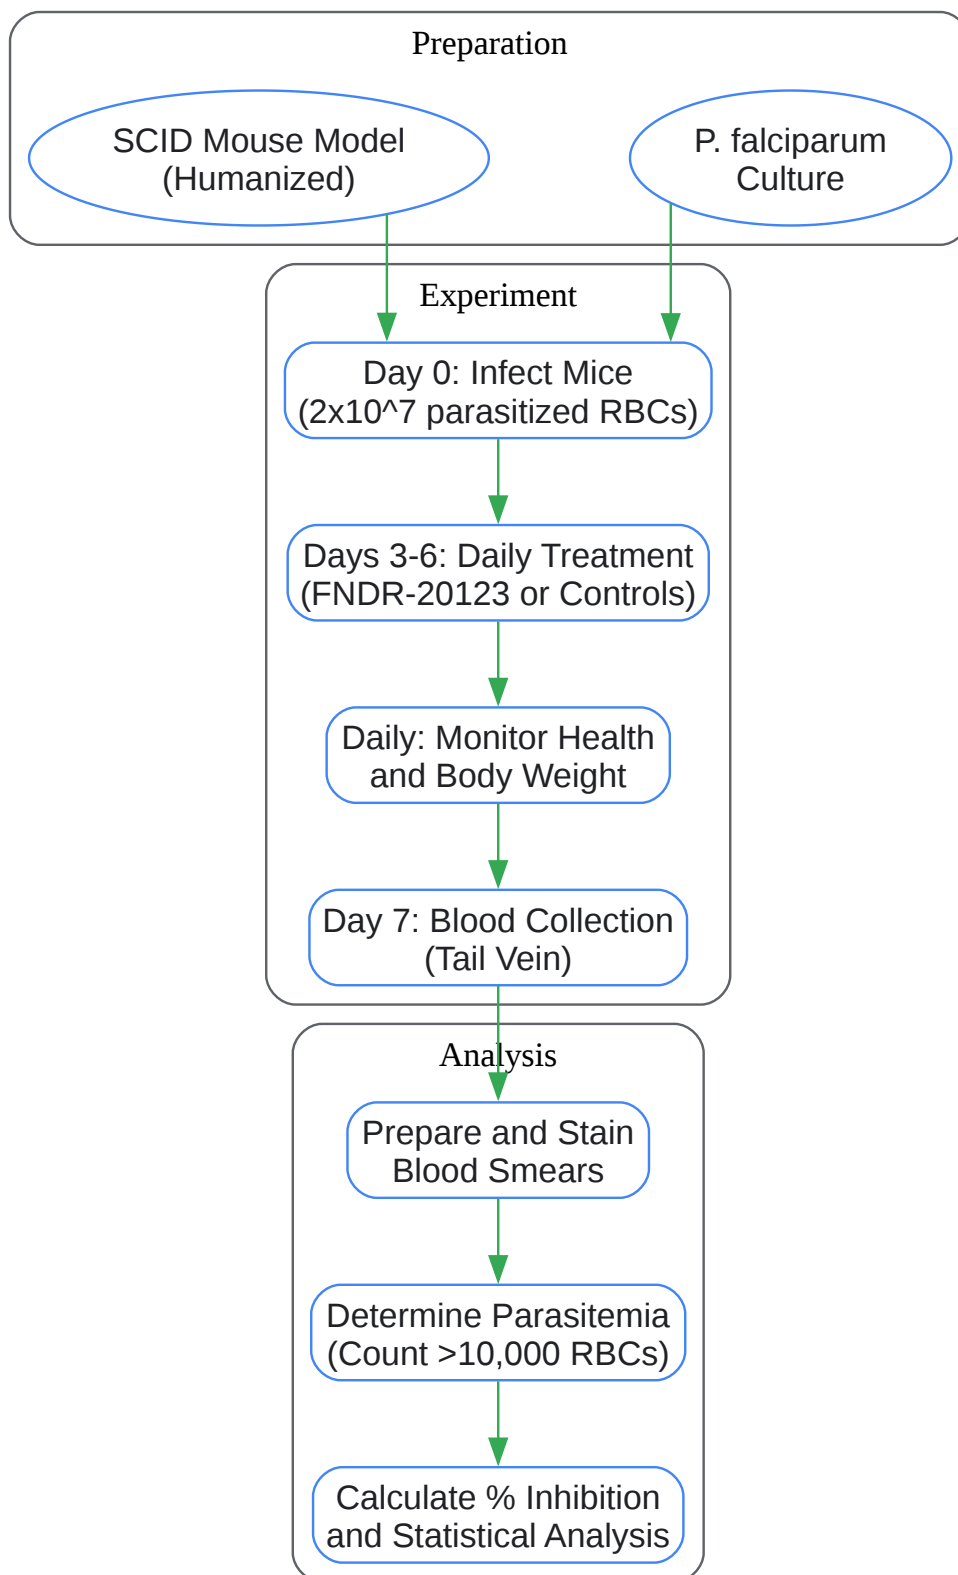 Preparation
SCID Mouse Model
(Humanized)
P. falciparum
Culture
Experiment
Day 0: Infect Mice
(2x10^7 parasitized RBCs)
Days 3-6: Daily Treatment
(FNDR-20123 or Controls)
Daily: Monitor Health
and Body Weight
Day 7: Blood Collection
(Tail Vein)
Analysis
Prepare and Stain
Blood Smears
Determine Parasitemia
(Count >10,000 RBCs)
Calculate % Inhibition
and Statistical Analysis